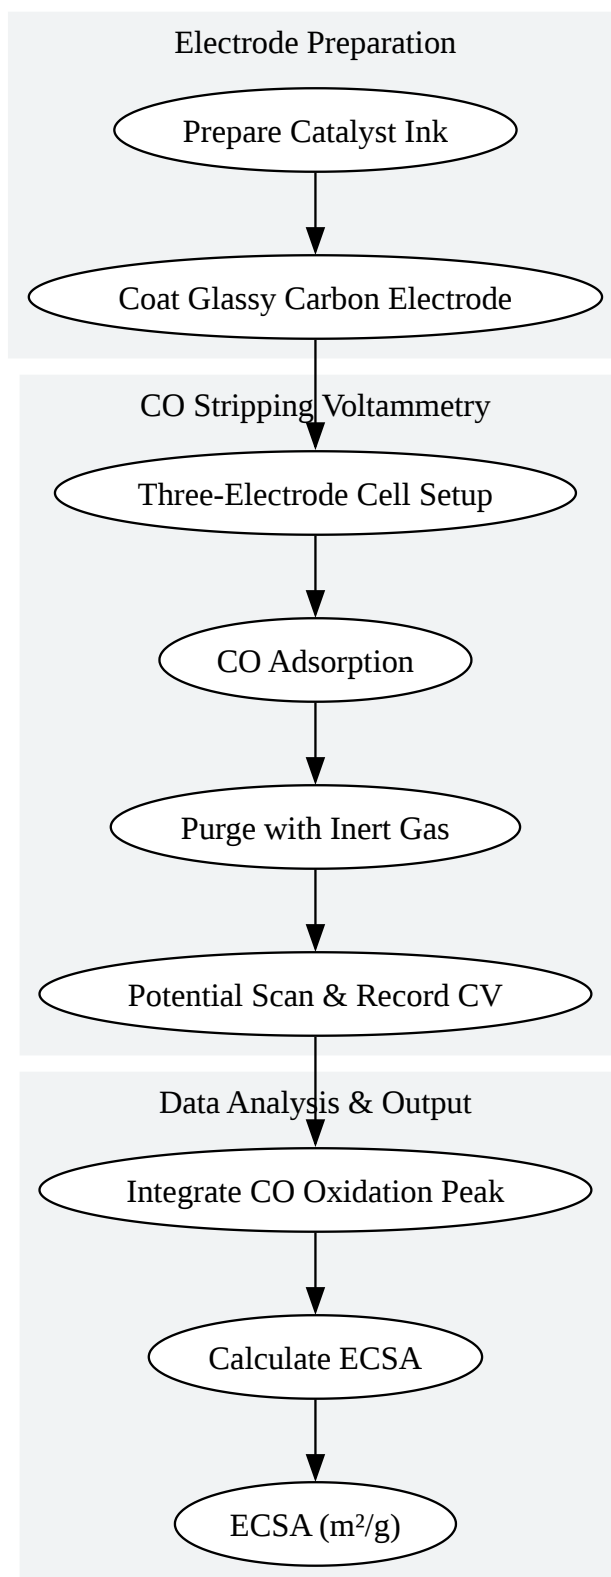 Electrode Preparation
Prepare Catalyst Ink
Coat Glassy Carbon Electrode
CO Stripping Voltammetry
Three-Electrode Cell Setup
CO Adsorption
Purge with Inert Gas
Potential Scan & Record CV
Data Analysis & Output
Integrate CO Oxidation Peak
Calculate ECSA
ECSA (m²/g)